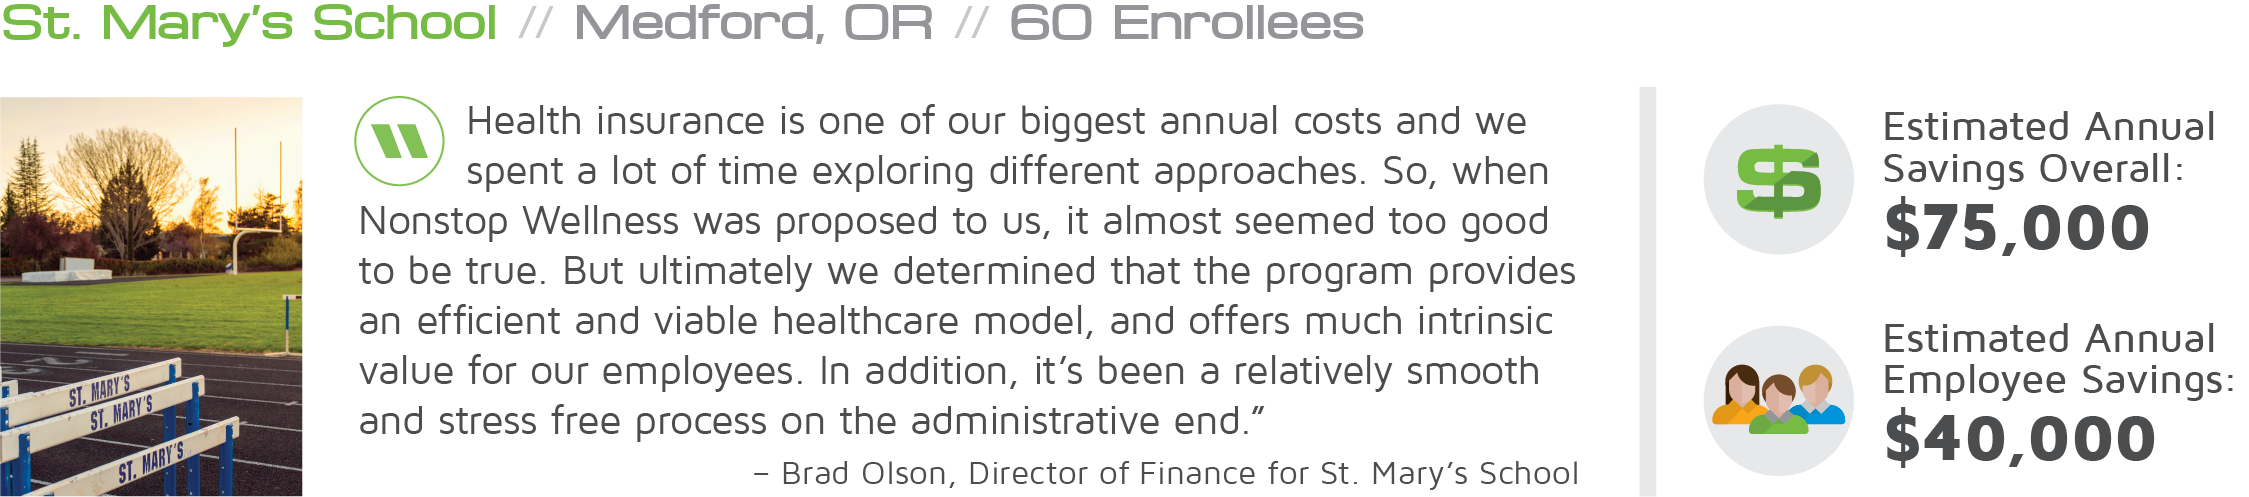 St. Mary's School // Medford, OR // 60 Enrollees
“ Health insurance is one of our biggest annual costs and we
spent a lot of time exploring different approaches. So, when
Nonstop Wellness was proposed to us, it almost seemed too good
to be true. But ultimately we determined that the program provides
an efficient and viable healthcare model, and offers much intrinsic
value for our employees. In addition, it’s been a relatively smooth
and stress free process on the administrative end.”
– Brad Olson, Director of Finance for St. Mary’s School
$
Estimated Annual
Savings Overall:
$75,000
Estimated Annual
Employee Savings:
$40,000
ST. MARY'S
ST. MARY'S
ST. MARY'S